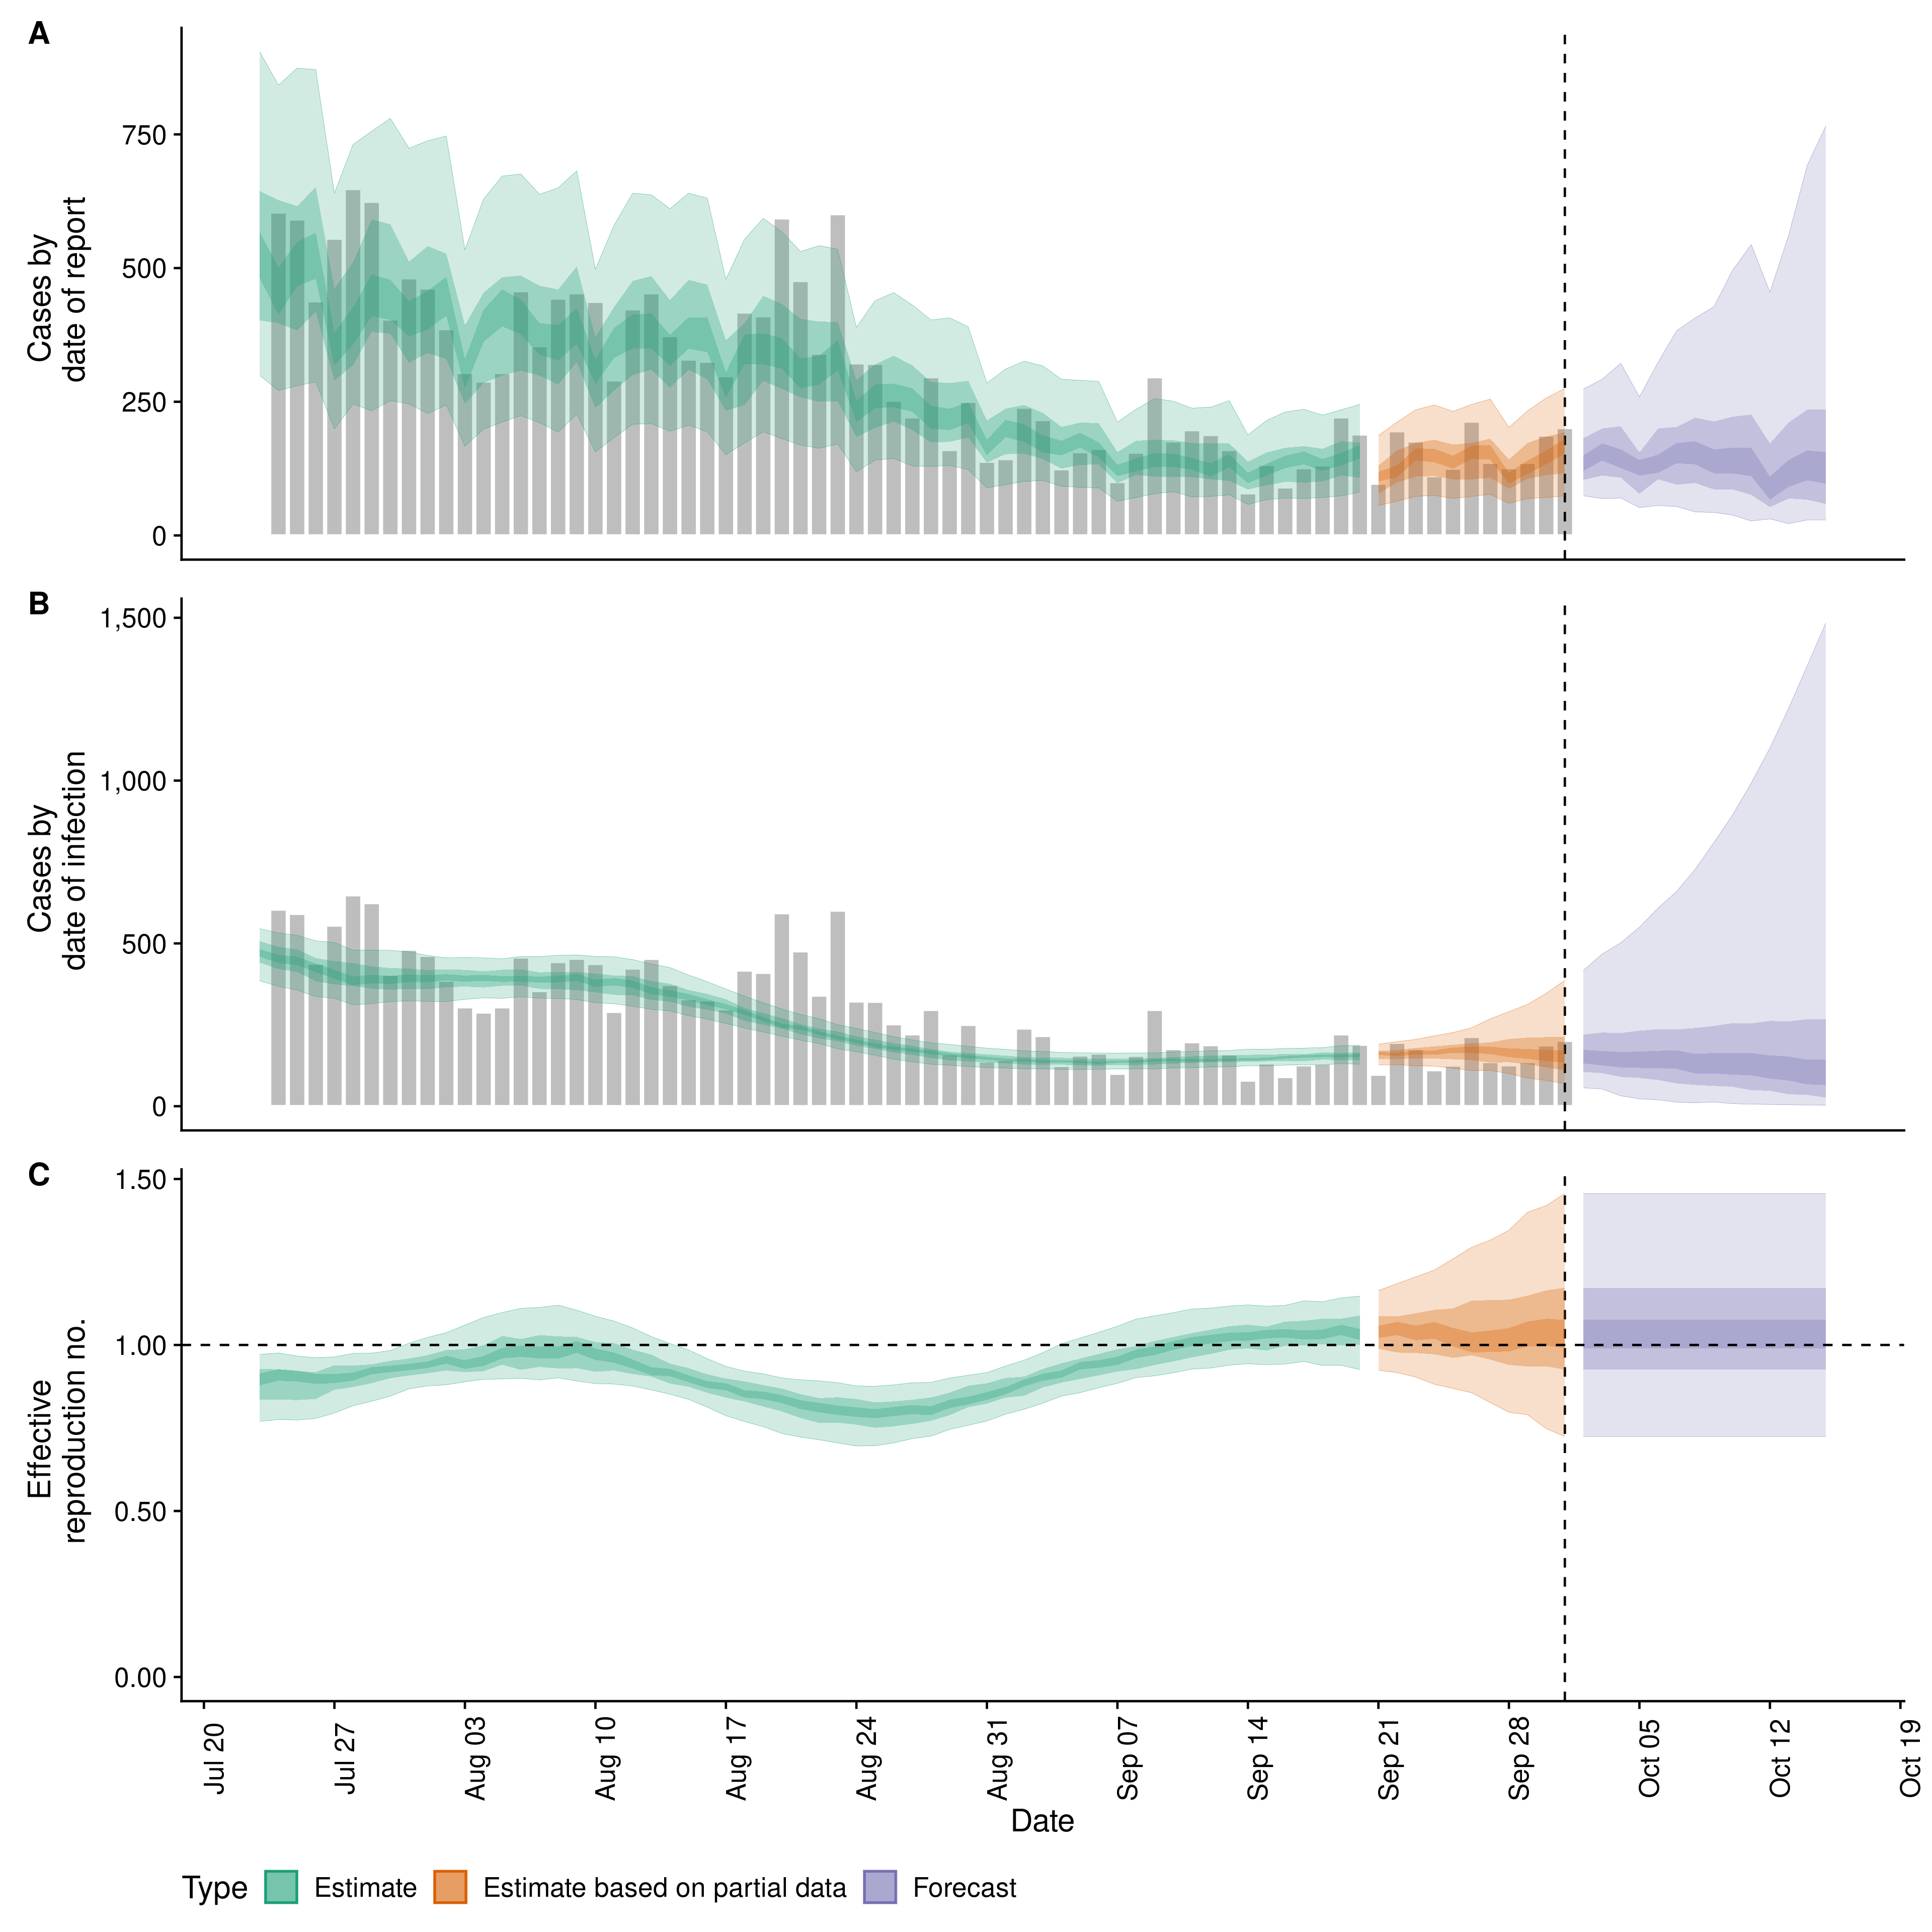 A
Cases by
date of report
750
500
250
0
B
Cases by
date of infection
1,500
1,000
500
0
C
Effective
reproduction no.
1.50
1.00
0.50
0.00
Jul 20
Jul 27
Aug 03
Aug 10
Aug 17
Aug 24
Aug 31
Sep 07
Sep 14
Sep 21
Sep 28
Oct 05
Oct 12
Oct 19
Date
Type Estimate Estimate based on partial data Forecast